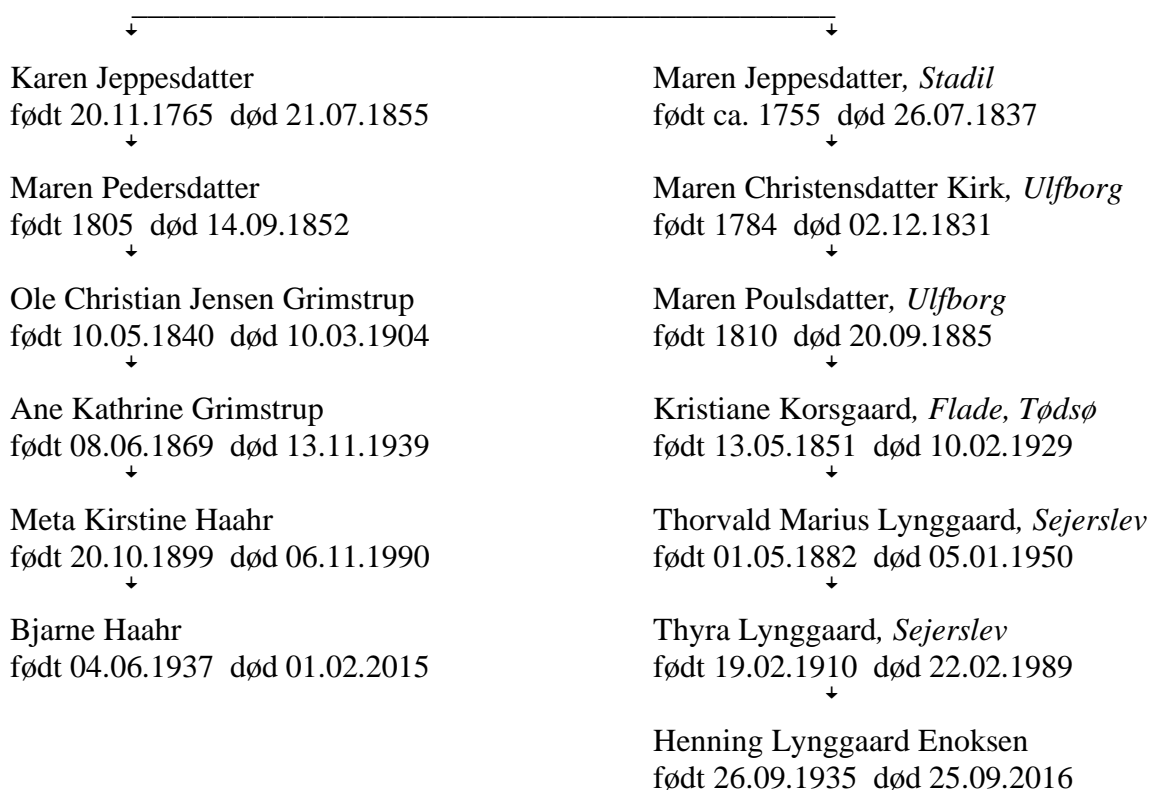 Karen Jeppesdatter
født 20.11.1765  død 21.07.1855
Maren Pedersdatter
født 1805  død 14.09.1852
Ole Christian Jensen Grimstrup
født 10.05.1840  død 10.03.1904
Ane Kathrine Grimstrup
født 08.06.1869  død 13.11.1939
Meta Kirstine Haahr
født 20.10.1899  død 06.11.1990
Bjarne Haahr
født 04.06.1937  død 01.02.2015
Maren Jeppesdatter, Stadil
født ca. 1755  død 26.07.1837
Maren Christensdatter Kirk, Ulfborg
født 1784  død 02.12.1831
Maren Poulsdatter, Ulfborg
født 1810  død 20.09.1885
Kristiane Korsgaard, Flade, Tødsø
født 13.05.1851  død 10.02.1929
Thorvald Marius Lynggaard, Sejerslev
født 01.05.1882  død 05.01.1950
Thyra Lynggaard, Sejerslev
født 19.02.1910  død 22.02.1989
Henning Lynggaard Enoksen
født 26.09.1935  død 25.09.2016